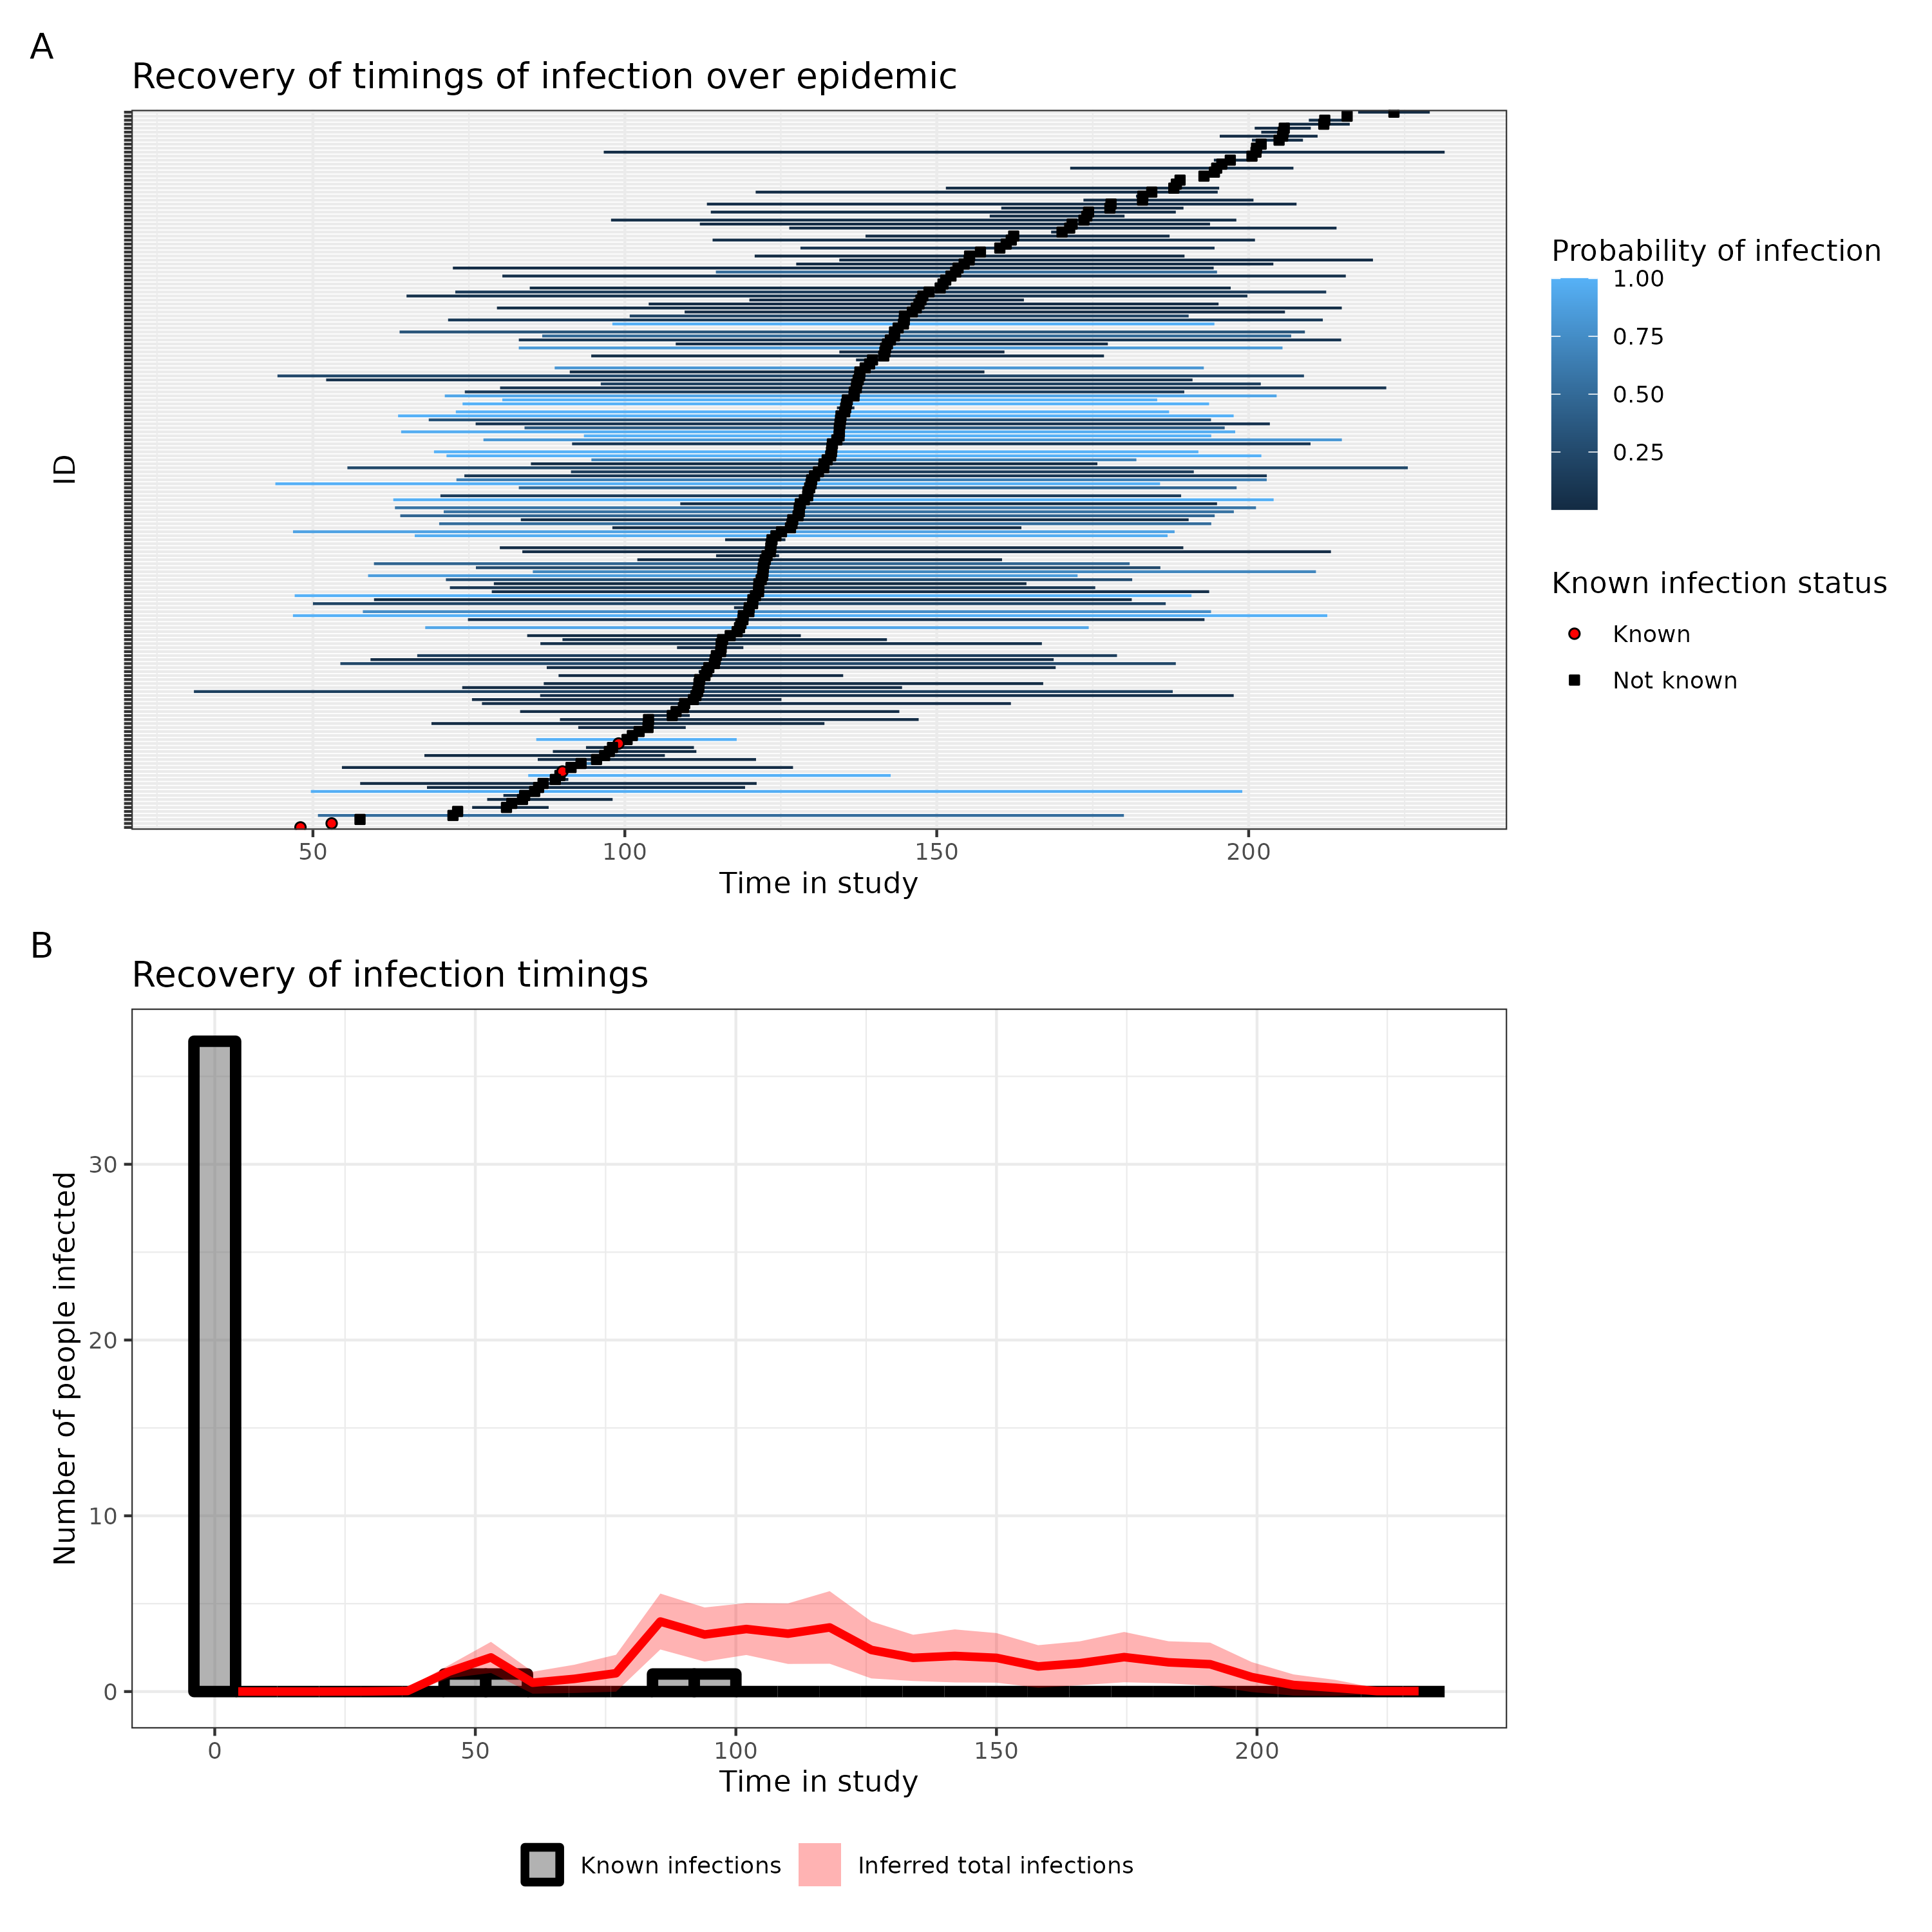 A
Recovery of timings of infection over epidemic
ID
50 100 150 200
Time in study
Probability of infection
1.00
0.75
0.50
0.25
Known infection status
Known
Not known
B
Recovery of infection timings
Number of people infected
30
20
10
0
0 50 100 150 200
Time in study
Known infections Inferred total infections